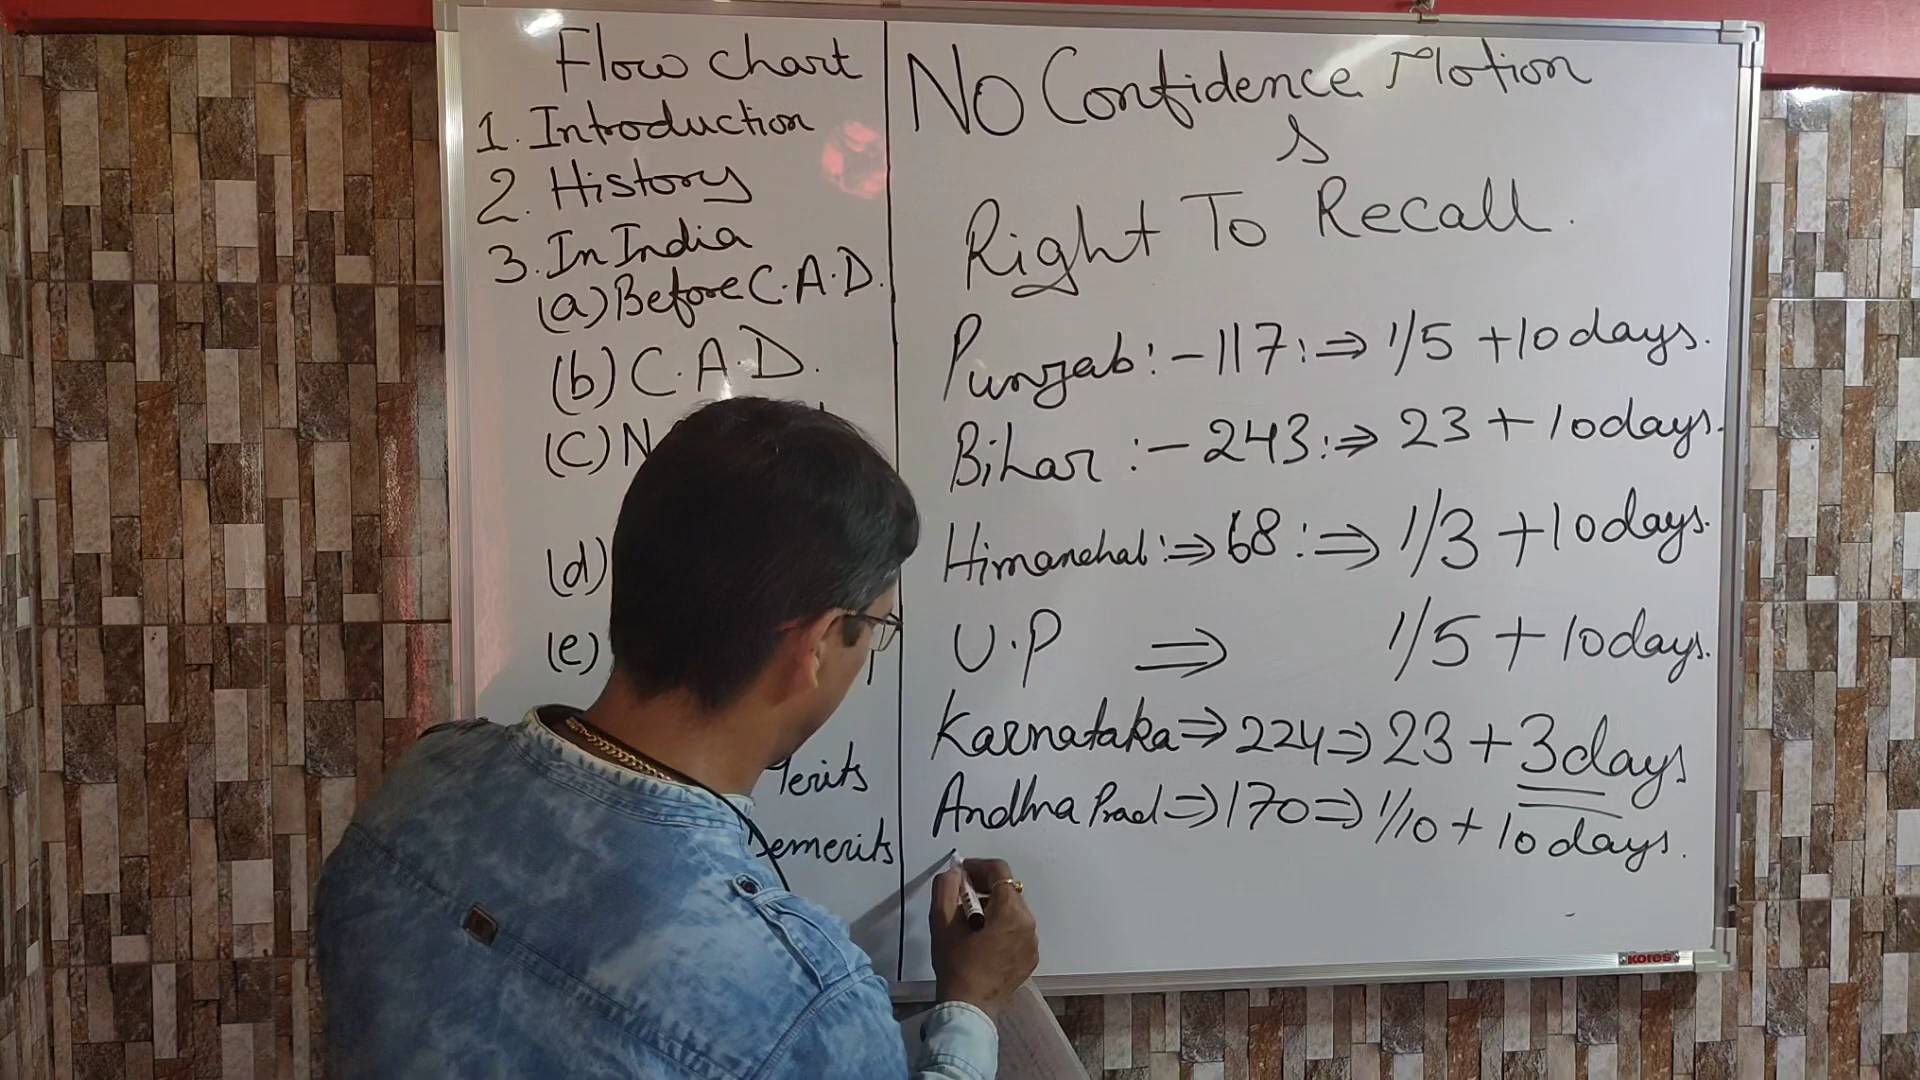 Flow chart
1. Introduction
2. History
3. In India
(a) Before C.A.D.
(b) C.A.D.
(C) N
(d)
(e)
Merits
Demerits
No Confidence Motion
&
Right To Recall.
Punjab :- 117 :⇒ 1/5 + 10 days.
Bihar :- 243 :⇒ 23 + 10 days.
Himanchal :⇒ 68 :⇒ 1/3 + 10 days.
U.P ⇒ 1/5 + 10 days.
Karnataka ⇒ 224 ⇒ 23 + 3 days
Andhra Prad ⇒ 170 ⇒ 1/10 + 10 days.
KORES